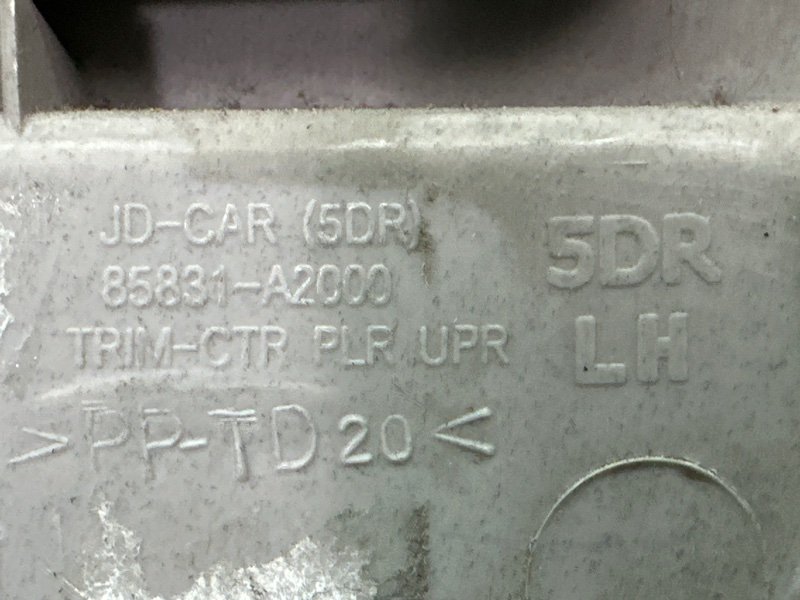 JD-CAR (5DR)
85831-A2000
TRIM-CTR PLR UPR
>PP-TD20<
5DR
LH